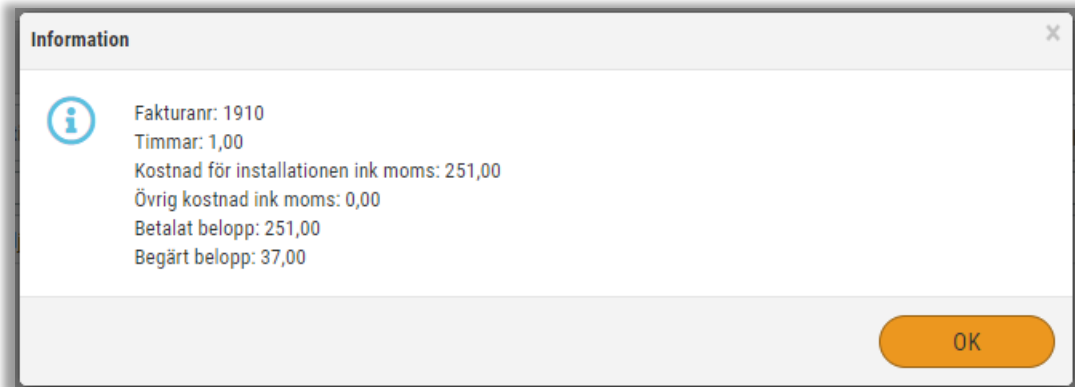 Information
×
Fakturanr: 1910
Timmar: 1,00
Kostnad för installationen ink moms: 251,00
Övrig kostnad ink moms: 0,00
Betalat belopp: 251,00
Begärt belopp: 37,00
OK